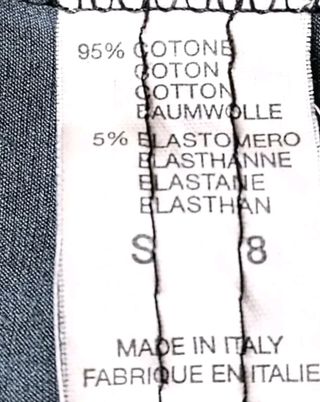 95% COTONE
COTON
COTTON
BAUMWOLLE
5% ELASTOMERO
ELASTHANNE
ELASTANE
ELASTHAN
S 8
MADE IN ITALY
FABRIQUE EN ITALIE